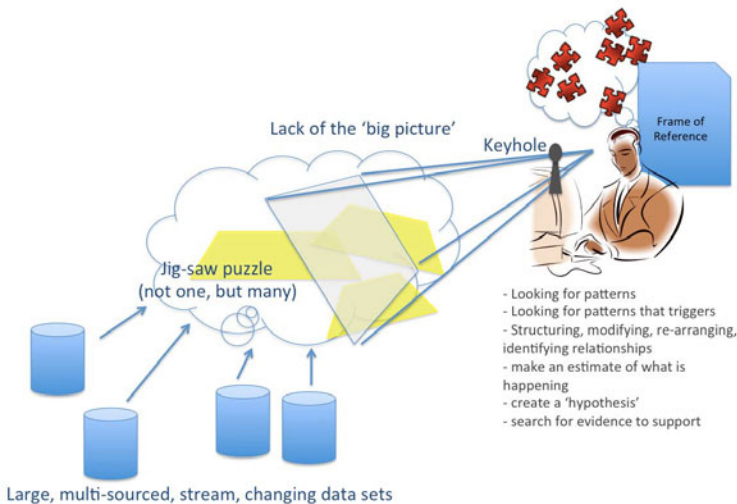 Frame of
Reference
Lack of the 'big picture'
Keyhole
Jig-saw puzzle
(not one, but many)
- Looking for patterns
- Looking for patterns that triggers
- Structuring, modifying, re-arranging,
identifying relationships
- make an estimate of what is
happening
- create a 'hypothesis'
- search for evidence to support
Large, multi-sourced, stream, changing data sets